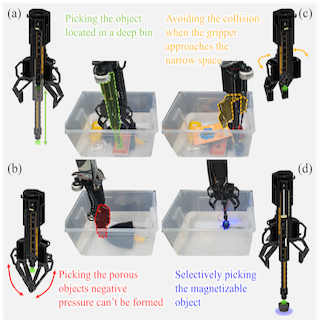 (a)
Picking the object
located in a deep bin
Avoiding the collision
when the gripper
approaches the
narrow space
(c)
(b)
Picking the porous
objects negative
pressure can't be formed
Selectively picking
the magnetizable
object
(d)